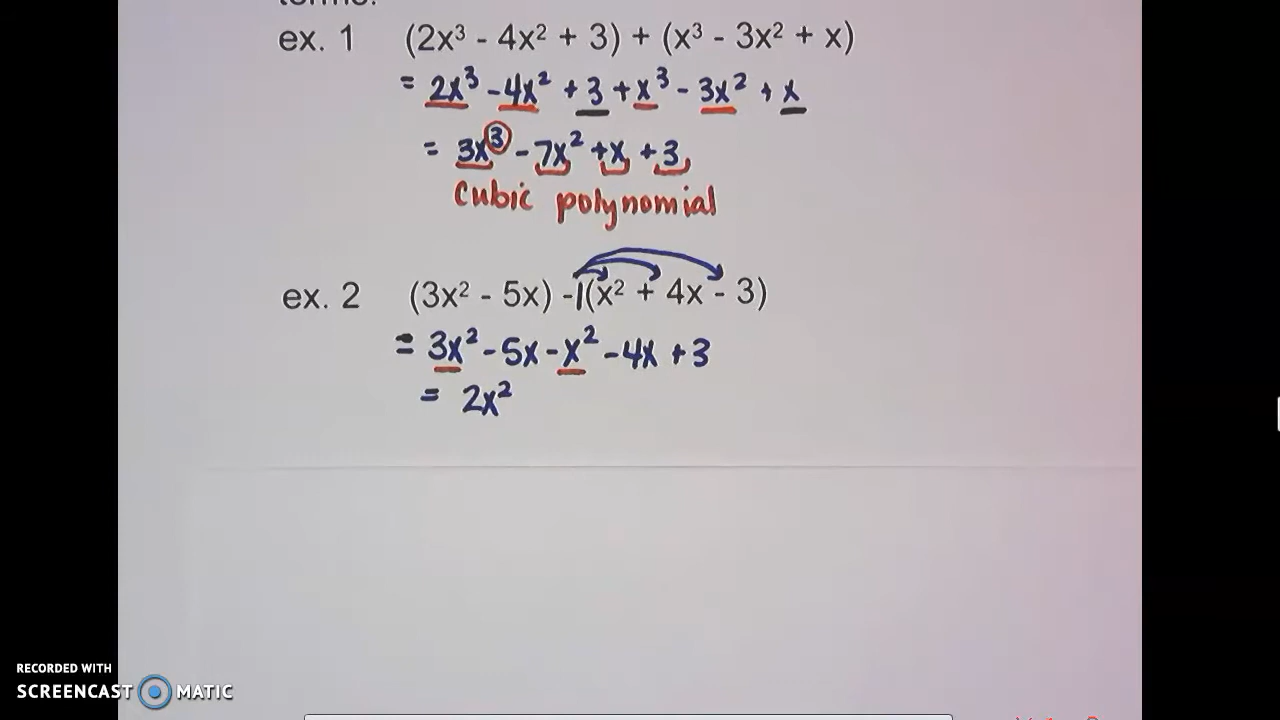 ex. 1 (2x³ - 4x² + 3) + (x³ - 3x² + x)
= 2x³ - 4x² + 3 + x³ - 3x² + x
= 3x³ - 7x² + x + 3
cubic polynomial
ex. 2 (3x² - 5x) -1(x² + 4x - 3)
= 3x² - 5x - x² - 4x + 3
= 2x²
RECORDED WITH
SCREENCAST MATIC